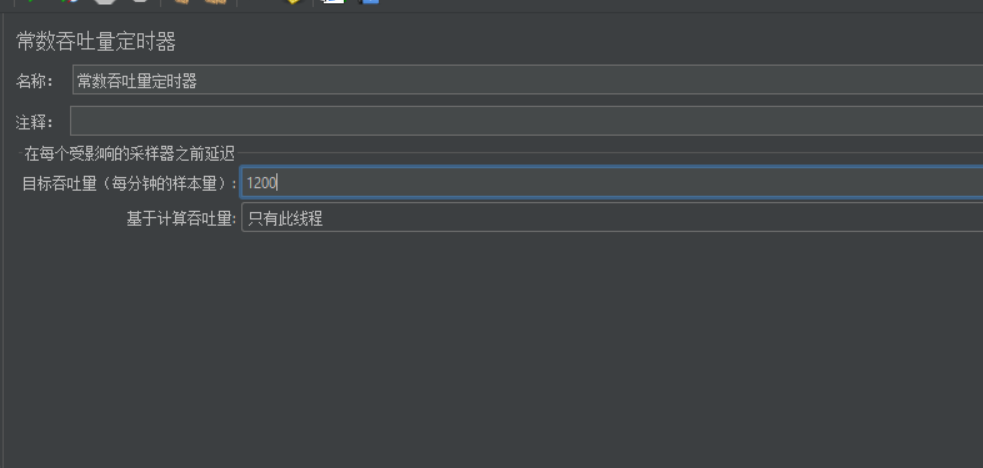 常数吞吐量定时器
名称： 常数吞吐量定时器
注释：
在每个受影响的采样器之前延迟
目标吞吐量（每分钟的样本量）: 1200
基于计算吞吐量: 只有此线程